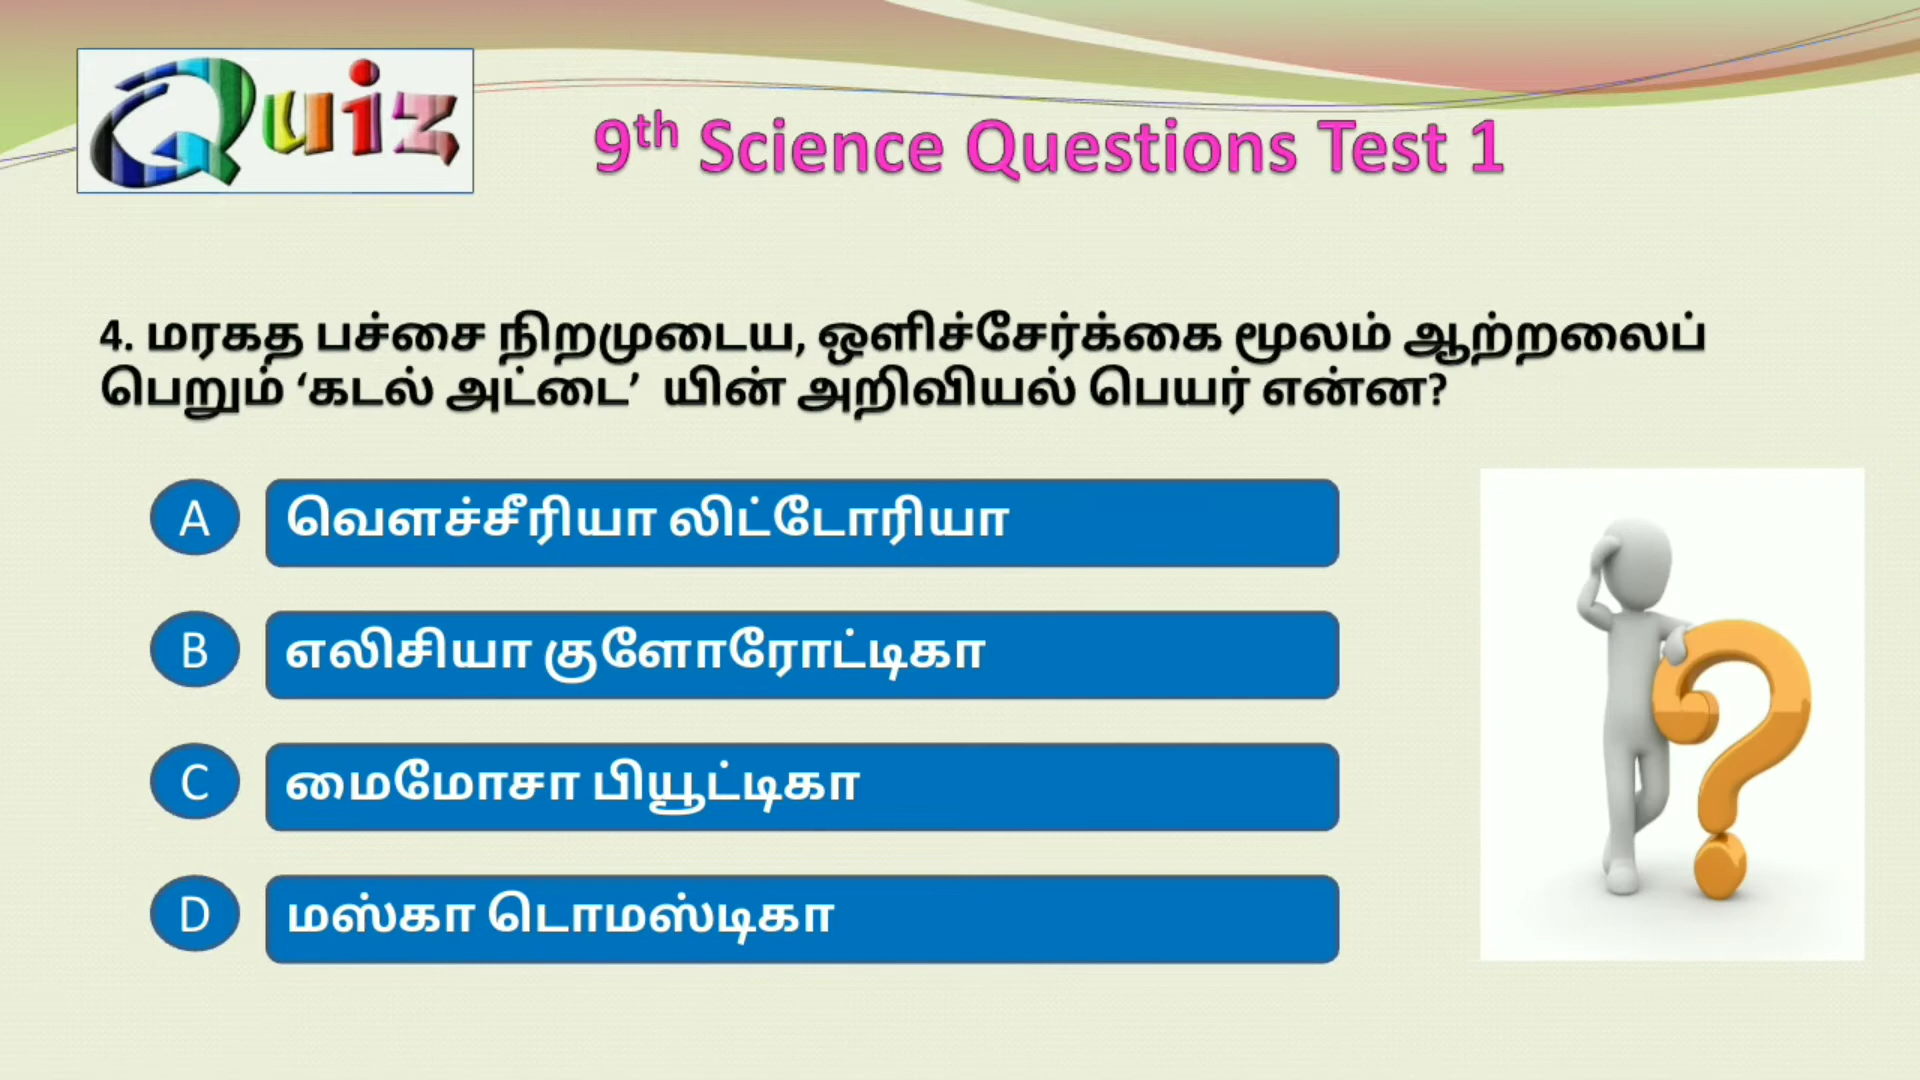 Quiz
9th Science Questions Test 1
4. மரகத பச்சை நிறமுடைய, ஒளிச்சேர்க்கை மூலம் ஆற்றலைப்
பெறும் ‘கடல் அட்டை’ யின் அறிவியல் பெயர் என்ன?
A வௌச்சீரியா லிட்டோரியா
B எலிசியா குளோரோட்டிகா
C மைமோசா பியூட்டிகா
D மஸ்கா டொமஸ்டிகா